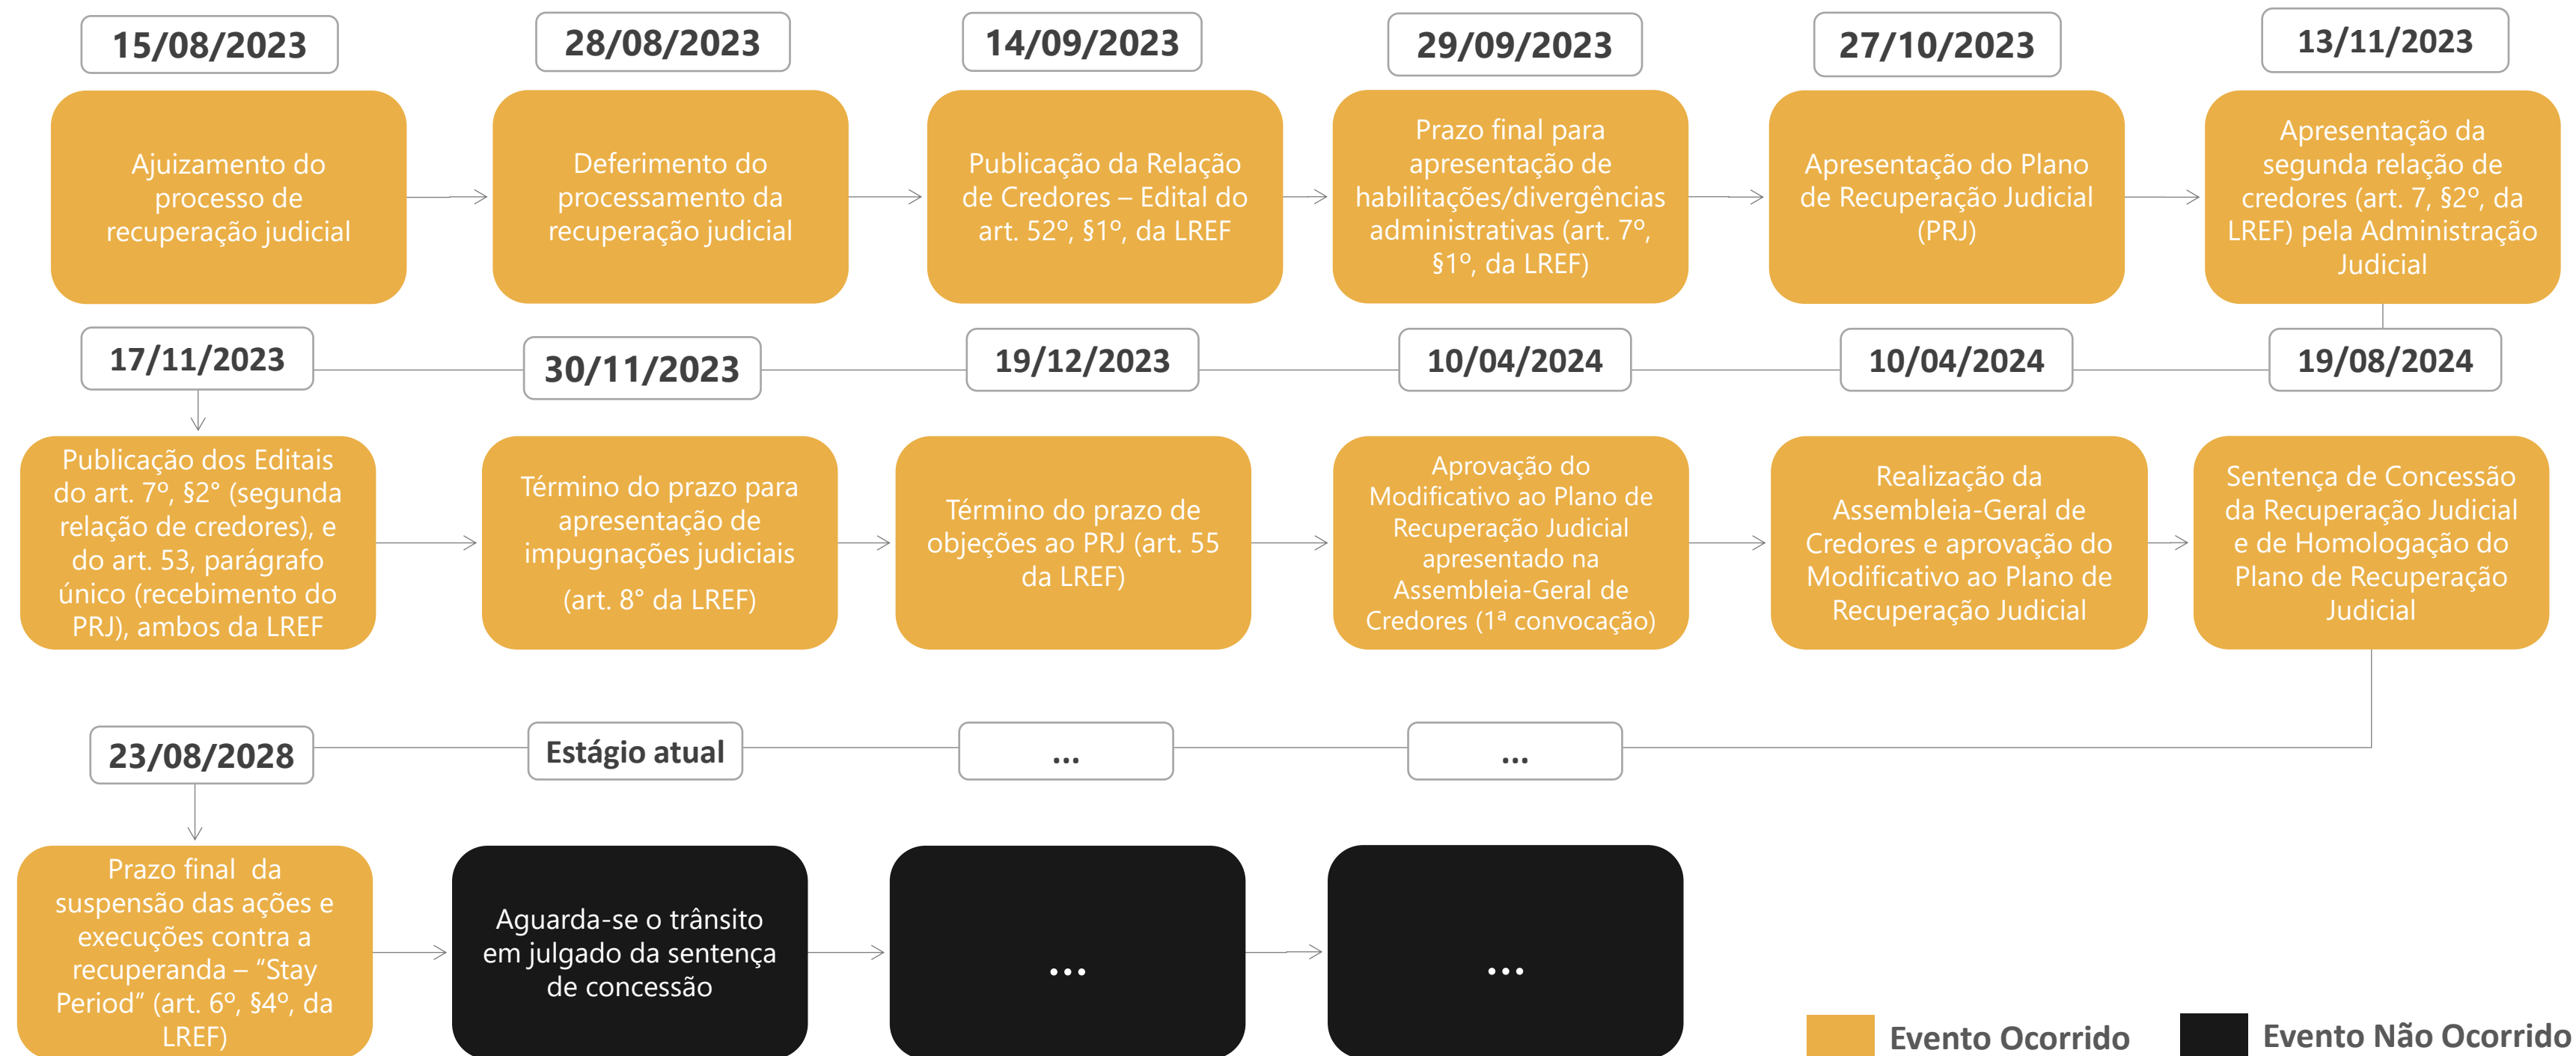 15/08/2023
Ajuizamento do
processo de
recuperação judicial
28/08/2023
Deferimento do
processamento da
recuperação judicial
14/09/2023
Publicação da Relação
de Credores – Edital do
art. 52º, §1º, da LREF
29/09/2023
Prazo final para
apresentação de
habilitações/divergências
administrativas (art. 7º,
§1º, da LREF)
27/10/2023
Apresentação do Plano
de Recuperação Judicial
(PRJ)
13/11/2023
Apresentação da
segunda relação de
credores (art. 7, §2º, da
LREF) pela Administração
Judicial
17/11/2023
Publicação dos Editais
do art. 7º, §2° (segunda
relação de credores), e
do art. 53, parágrafo
único (recebimento do
PRJ), ambos da LREF
30/11/2023
Término do prazo para
apresentação de
impugnações judiciais
(art. 8° da LREF)
19/12/2023
Término do prazo de
objeções ao PRJ (art. 55
da LREF)
10/04/2024
Aprovação do
Modificativo ao Plano de
Recuperação Judicial
apresentado na
Assembleia-Geral de
Credores (1ª convocação)
10/04/2024
Realização da
Assembleia-Geral de
Credores e aprovação do
Modificativo ao Plano de
Recuperação Judicial
19/08/2024
Sentença de Concessão
da Recuperação Judicial
e de Homologação do
Plano de Recuperação
Judicial
23/08/2028
Prazo final da
suspensão das ações e
execuções contra a
recuperanda – “Stay
Period” (art. 6º, §4º, da
LREF)
Estágio atual
Aguarda-se o trânsito
em julgado da sentença
de concessão
...
...
...
...
Evento Ocorrido
Evento Não Ocorrido